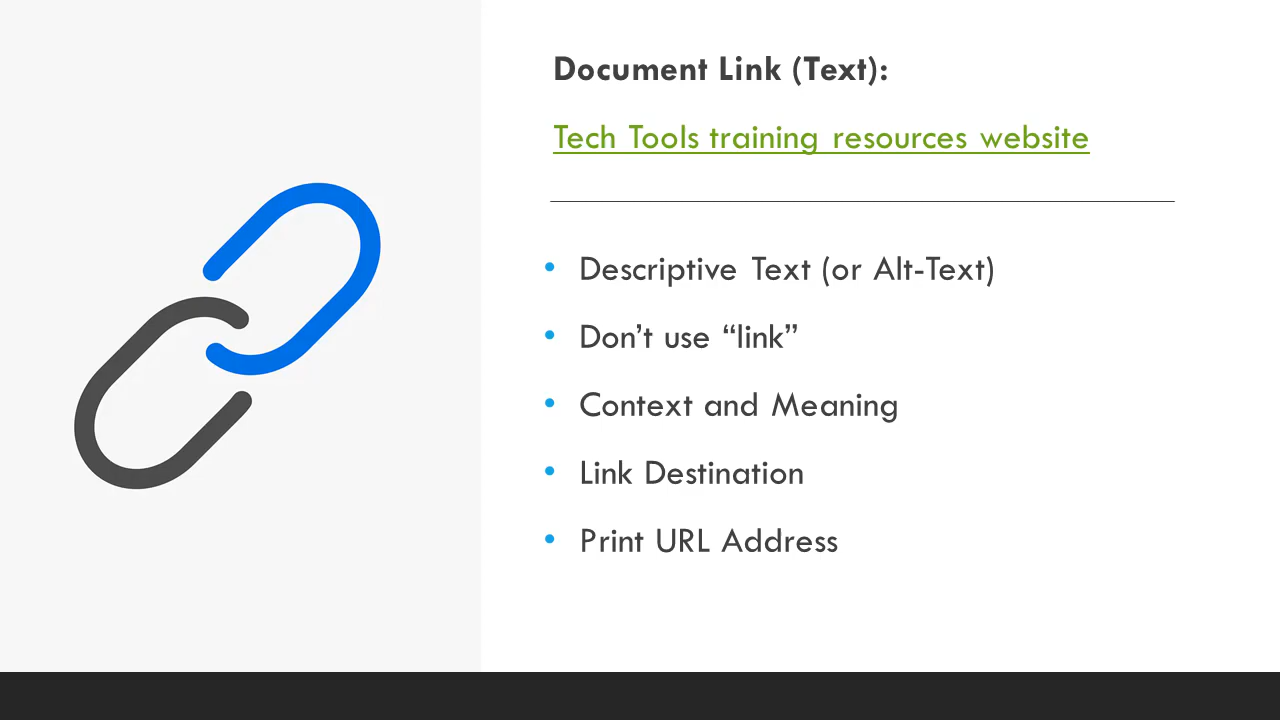 Document Link (Text):
Tech Tools training resources website
• Descriptive Text (or Alt-Text)
• Don’t use “link”
• Context and Meaning
• Link Destination
• Print URL Address